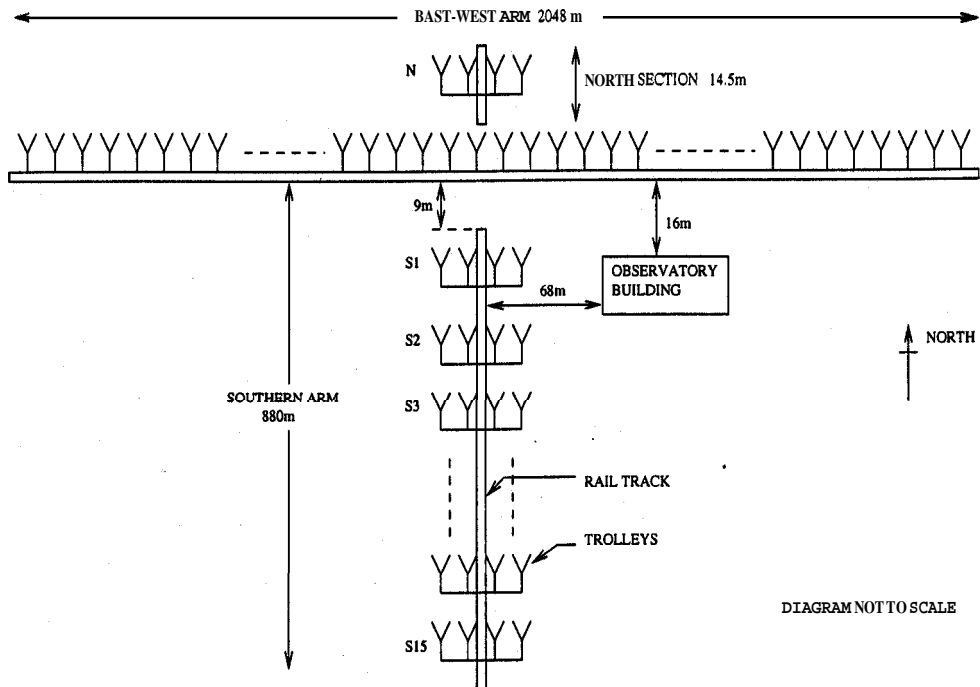 BAST-WEST ARM 2048 m
N
NORTH SECTION 14.5m
9m
16m
S1
OBSERVATORY
BUILDING
68m
S2
NORTH
SOUTHERN ARM
880m
S3
RAIL TRACK
TROLLEYS
DIAGRAM NOT TO SCALE
S15